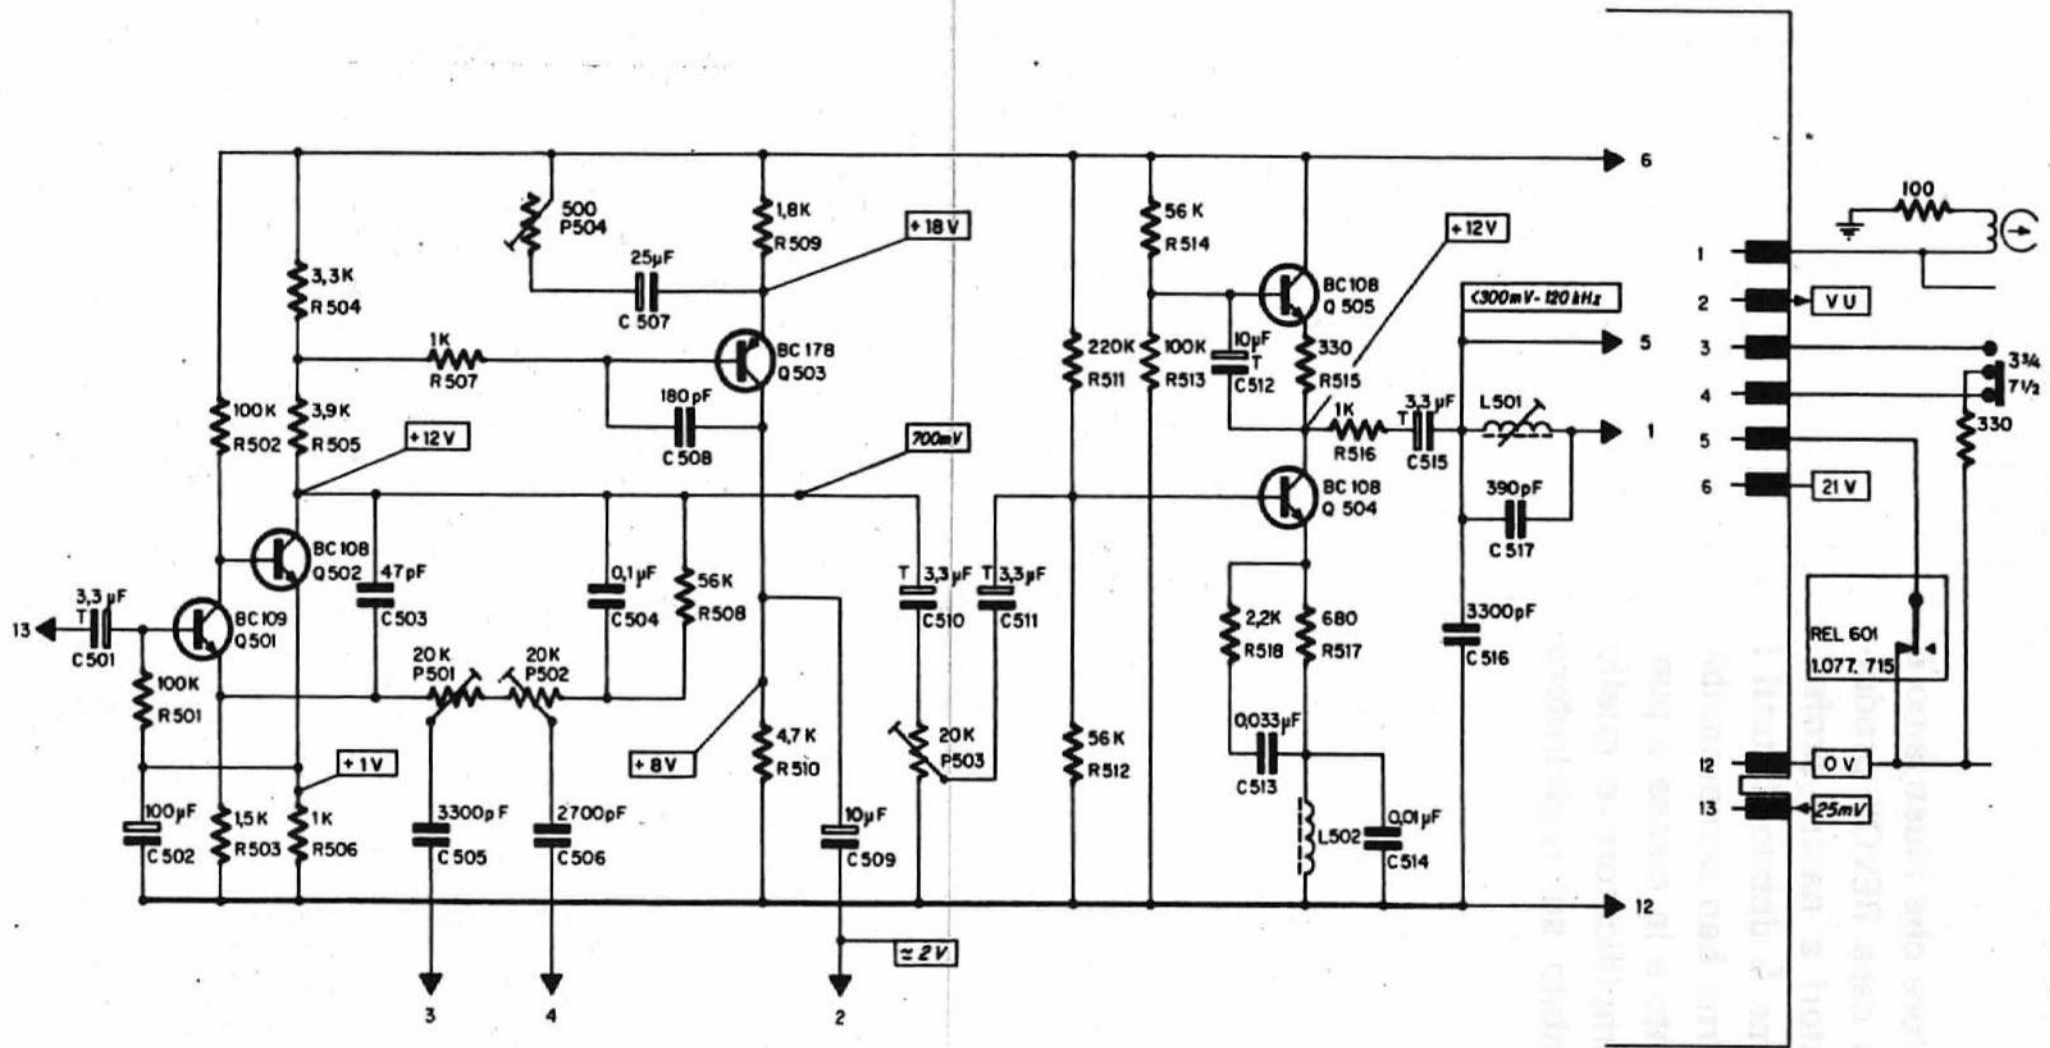 6
500
P504
1,8K
R509
+18V
56K
R514
+12V
100
3,3K
R504
25µF
C507
BC108
Q505
<300mV-120kHz
1
2
VU
1K
R507
BC178
Q503
220K
R511
100K
R513
10µF
T
C512
330
R515
5
3
3¾
7½
4
100K
R502
3,9K
R505
+12V
180pF
C508
700mV
1K
R516
T
3,3µF
C515
L501
1
5
330
BC108
Q504
390pF
C517
6
21V
BC108
Q502
47pF
C503
0,1µF
C504
56K
R508
T
3,3µF
C510
T
3,3µF
C511
13
3,3µF
T
C501
BC109
Q501
2,2K
R518
680
R517
3300pF
C516
REL 601
1.077.715
20K
P501
20K
P502
100K
R501
+1V
+8V
4,7K
R510
20K
P503
56K
R512
0,033µF
C513
12
0V
13
25mV
100µF
C502
1,5K
R503
1K
R506
3300pF
C505
2700pF
C506
10µF
C509
L502
0,01µF
C514
12
≈2V
3
4
2